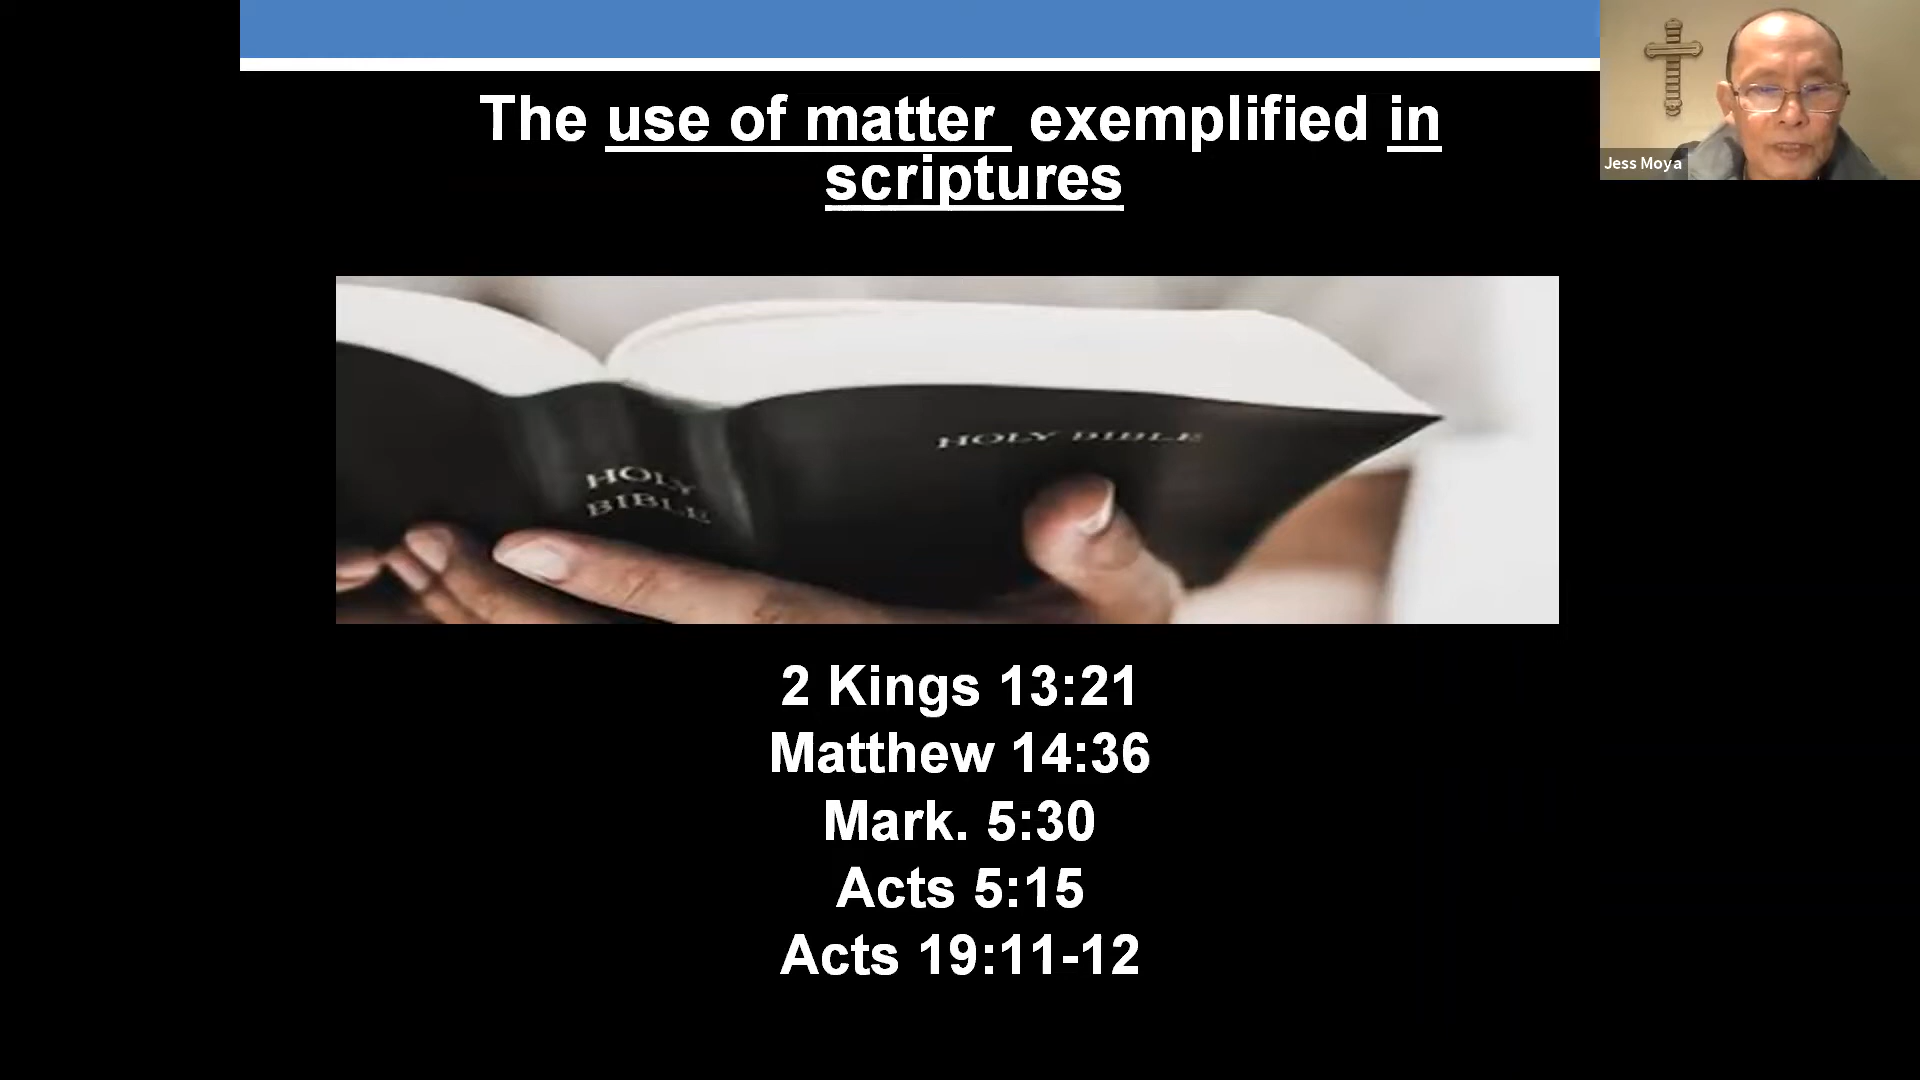 The use of matter exemplified in
scriptures
Jess Moya
HOLY BIBLE
HOLY
BIBLE
2 Kings 13:21
Matthew 14:36
Mark. 5:30
Acts 5:15
Acts 19:11-12